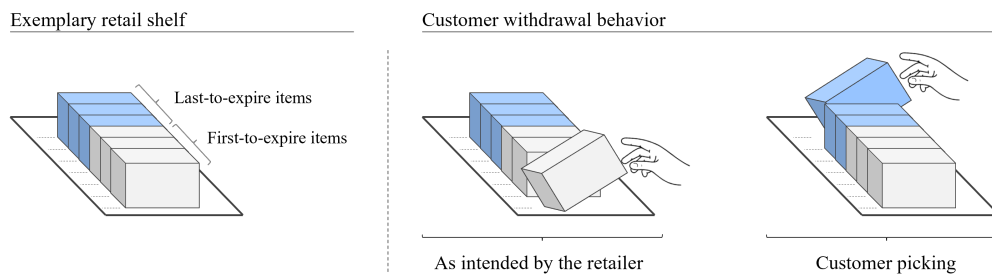 Exemplary retail shelf
Customer withdrawal behavior
Last-to-expire items
First-to-expire items
As intended by the retailer
Customer picking